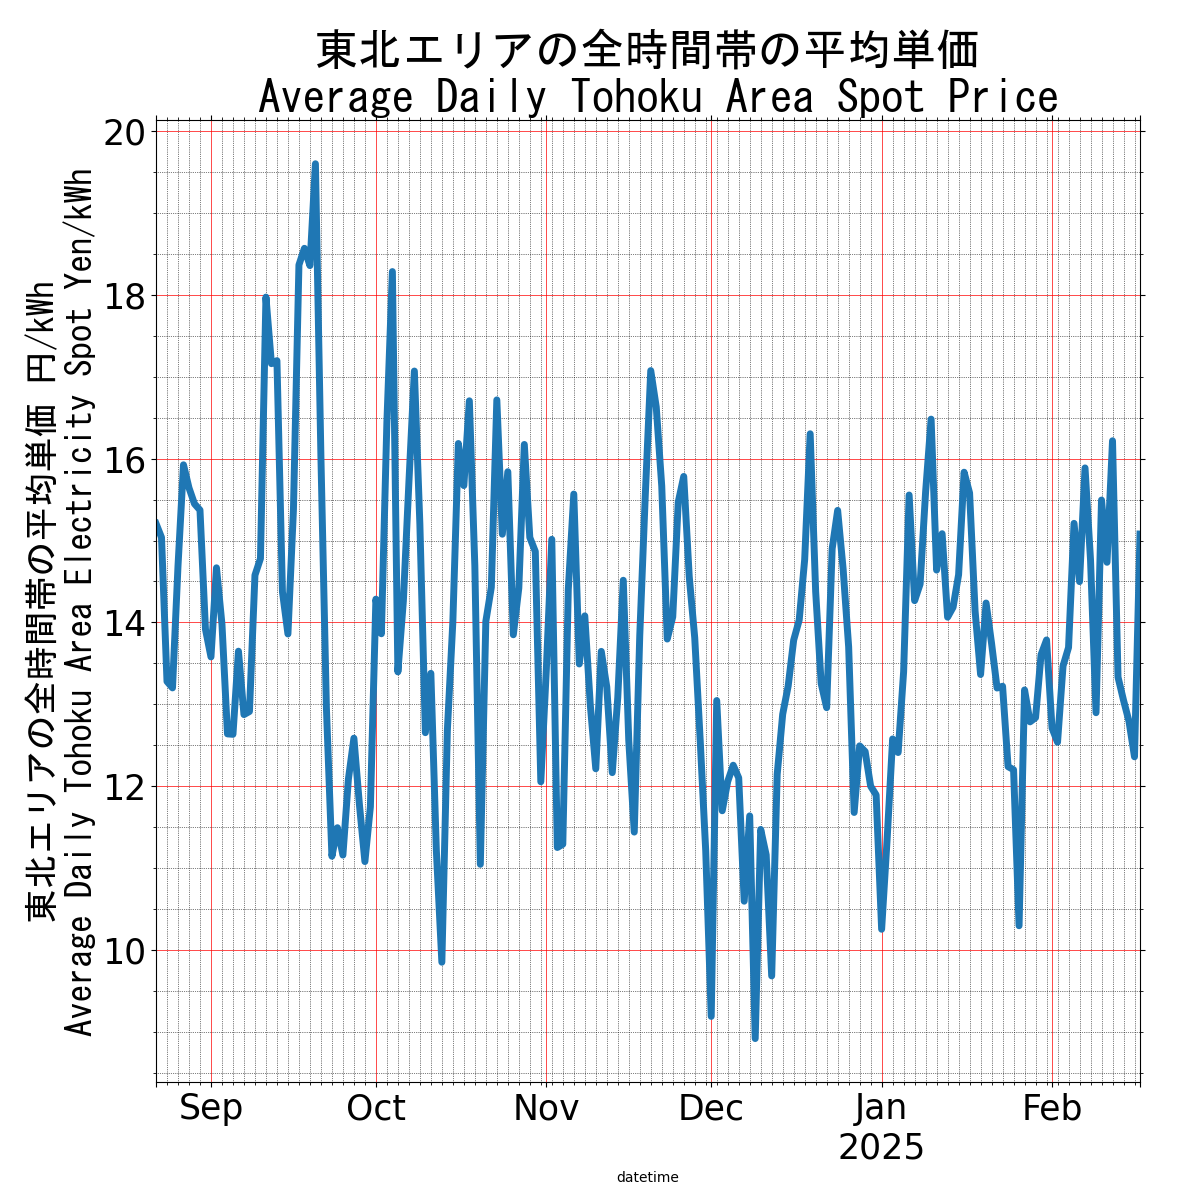 東北エリアの全時間帯の平均単価
Average Daily Tohoku Area Spot Price
東北エリアの全時間帯の平均単価 円/kWh
Average Daily Tohoku Area Electricity Spot Yen/kWh
20
18
16
14
12
10
Sep
Oct
Nov
Dec
Jan
2025
Feb
datetime